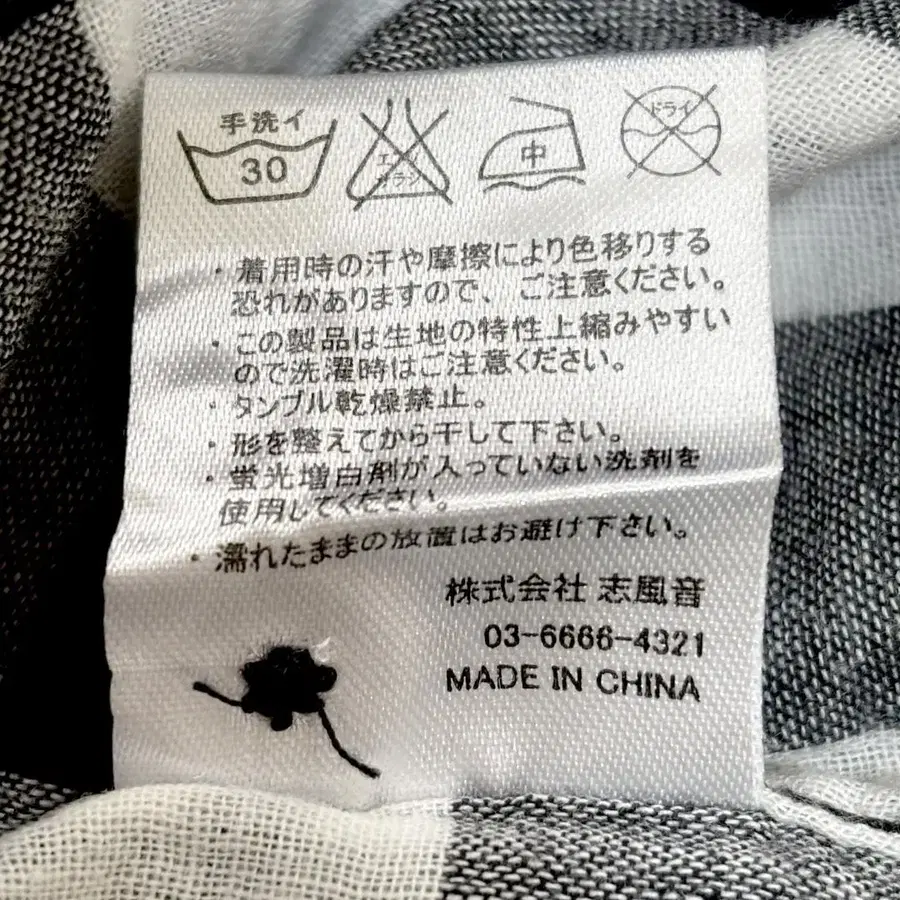 手洗イ
30
エンソ
サラシ
中
ドライ
・着用時の汗や摩擦により色移りする
恐れがありますので、ご注意ください。
・この製品は生地の特性上縮みやすい
ので洗濯時はご注意ください。
・タンブル乾燥禁止。
・形を整えてから干して下さい。
・蛍光増白剤が入っていない洗剤を
使用してください。
・濡れたままの放置はお避け下さい。
株式会社 志風音
03-6666-4321
MADE IN CHINA